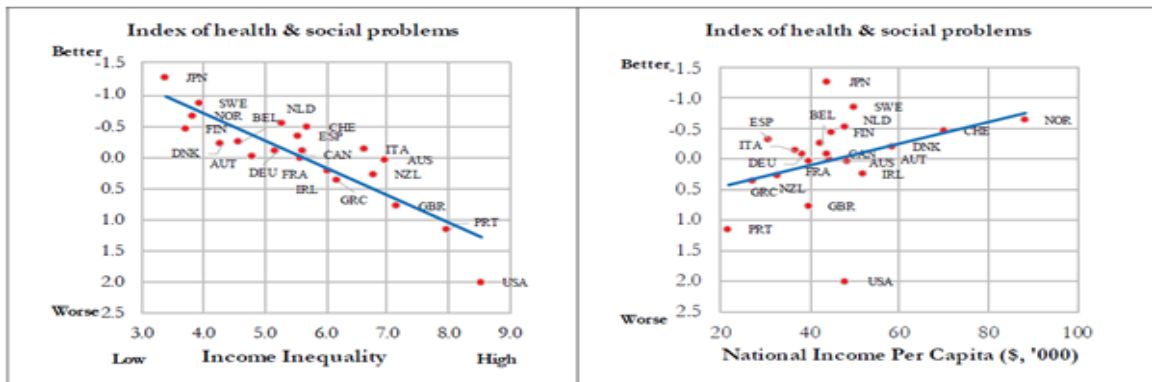 Index of health & social problems
Better
-1.5
JPN
-1.0
SWE
NOR
NLD
BEL
-0.5
FIN
CHE
ESP
DNK
CAN
ITA
0.0
AUT
AUS
DEU
FRA
NZL
IRL
0.5
GRC
GBR
1.0
PRT
1.5
2.0
USA
Worse
2.5
3.0 4.0 5.0 6.0 7.0 8.0 9.0
Low Income Inequality High
Index of health & social problems
Better
-1.5
JPN
-1.0
SWE
BEL
NLD
NOR
-0.5
ESP
FIN
CHE
ITA
DNK
0.0
DEU
CAN
AUT
AUS
FRA
IRL
0.5
GRC
NZL
GBR
1.0
PRT
1.5
2.0
USA
2.5
Worse
20 40 60 80 100
National Income Per Capita ($, '000)